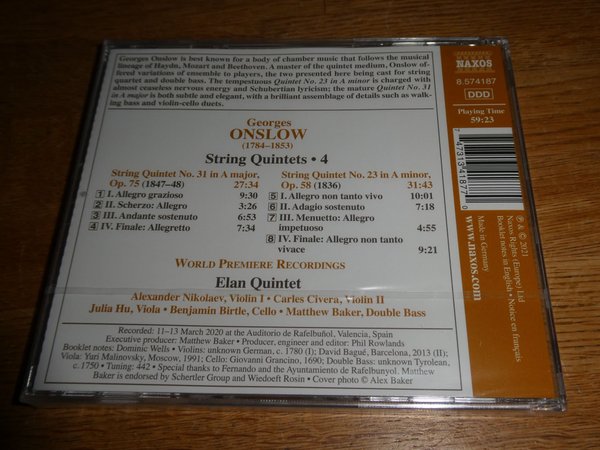 Georges Onslow is best known for a body of chamber music that follows the musical
lineage of Haydn, Mozart and Beethoven. A master of the quintet medium, Onslow of-
fered variations of ensemble to players, the two presented here being cast for string
quartet and double bass. The tempestuous Quintet No. 23 in A minor is charged with
almost ceaseless nervous energy and Schubertian lyricism; the mature Quintet No. 31
in A major is both subtle and elegant, with a brilliant assemblage of details such as walk-
ing bass and violin-cello duets.
Georges
ONSLOW
(1784–1853)
String Quintets • 4
String Quintet No. 31 in A major,
Op. 75 (1847–48) 27:34
1 I. Allegro grazioso 9:30
2 II. Scherzo: Allegro 3:26
3 III. Andante sostenuto 6:53
4 IV. Finale: Allegretto 7:34
String Quintet No. 23 in A minor,
Op. 58 (1836) 31:43
5 I. Allegro non tanto vivo 10:01
6 II. Adagio sostenuto 7:18
7 III. Menuetto: Allegro
impetuoso 4:55
8 IV. Finale: Allegro non tanto
vivace 9:21
WORLD PREMIERE RECORDINGS
Elan Quintet
Alexander Nikolaev, Violin I • Carles Civera, Violin II
Julia Hu, Viola • Benjamin Birtle, Cello • Matthew Baker, Double Bass
Recorded: 11–13 March 2020 at the Auditorio de Rafelbuñol, Valencia, Spain
Executive producer: Matthew Baker • Producer, engineer and editor: Phil Rowlands
Booklet notes: Dominic Wells • Violins: unknown German, c. 1780 (I); David Bagué, Barcelona, 2013 (II) •
Viola: Yuri Malinovsky, Moscow, 1991; Cello: Giovanni Grancino, 1690; Double Bass: unknown Tyrolean,
c.1750 • Tuning: 442 • Special thanks to Fernando and the Ayuntamiento de Rafelbunyol. Matthew
Baker is endorsed by Schertler Group and Wiedoeft Rosin • Cover photo © Alex Baker
NAXOS
8.574187
DDD
Playing Time
59:23
7 47313 41877 0
℗ & © 2021
Naxos Rights (Europe) Ltd
Booklet notes in English • Notice en français
Made in Germany
www.naxos.com